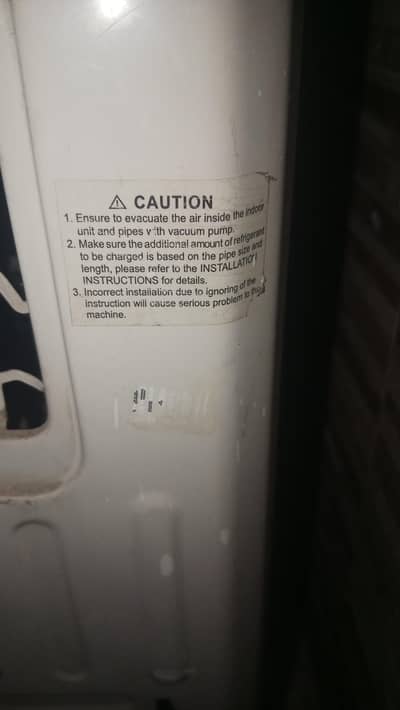 ⚠ CAUTION
1. Ensure to evacuate the air inside the indoor
unit and pipes with vacuum pump.
2. Make sure the additional amount of refrigerant
to be charged is based on the pipe size and
length, please refer to the INSTALLATION
INSTRUCTIONS for details.
3. Incorrect installation due to ignoring of the
instruction will cause serious problem to this
machine.